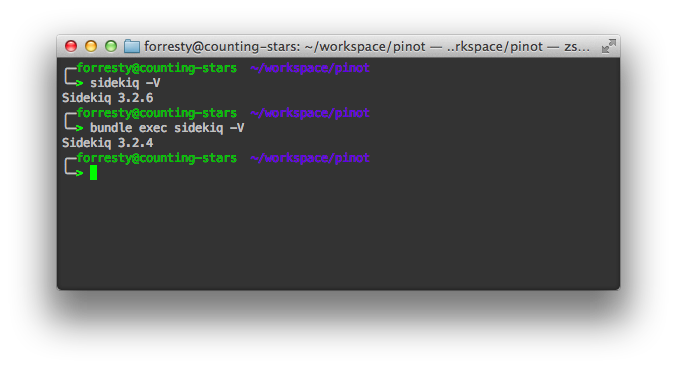 forresty@counting-stars: ~/workspace/pinot — ..rkspace/pinot — zs...
╭─forresty@counting-stars ~/workspace/pinot
╰─> sidekiq -V
Sidekiq 3.2.6
╭─forresty@counting-stars ~/workspace/pinot
╰─> bundle exec sidekiq -V
Sidekiq 3.2.4
╭─forresty@counting-stars ~/workspace/pinot
╰─>